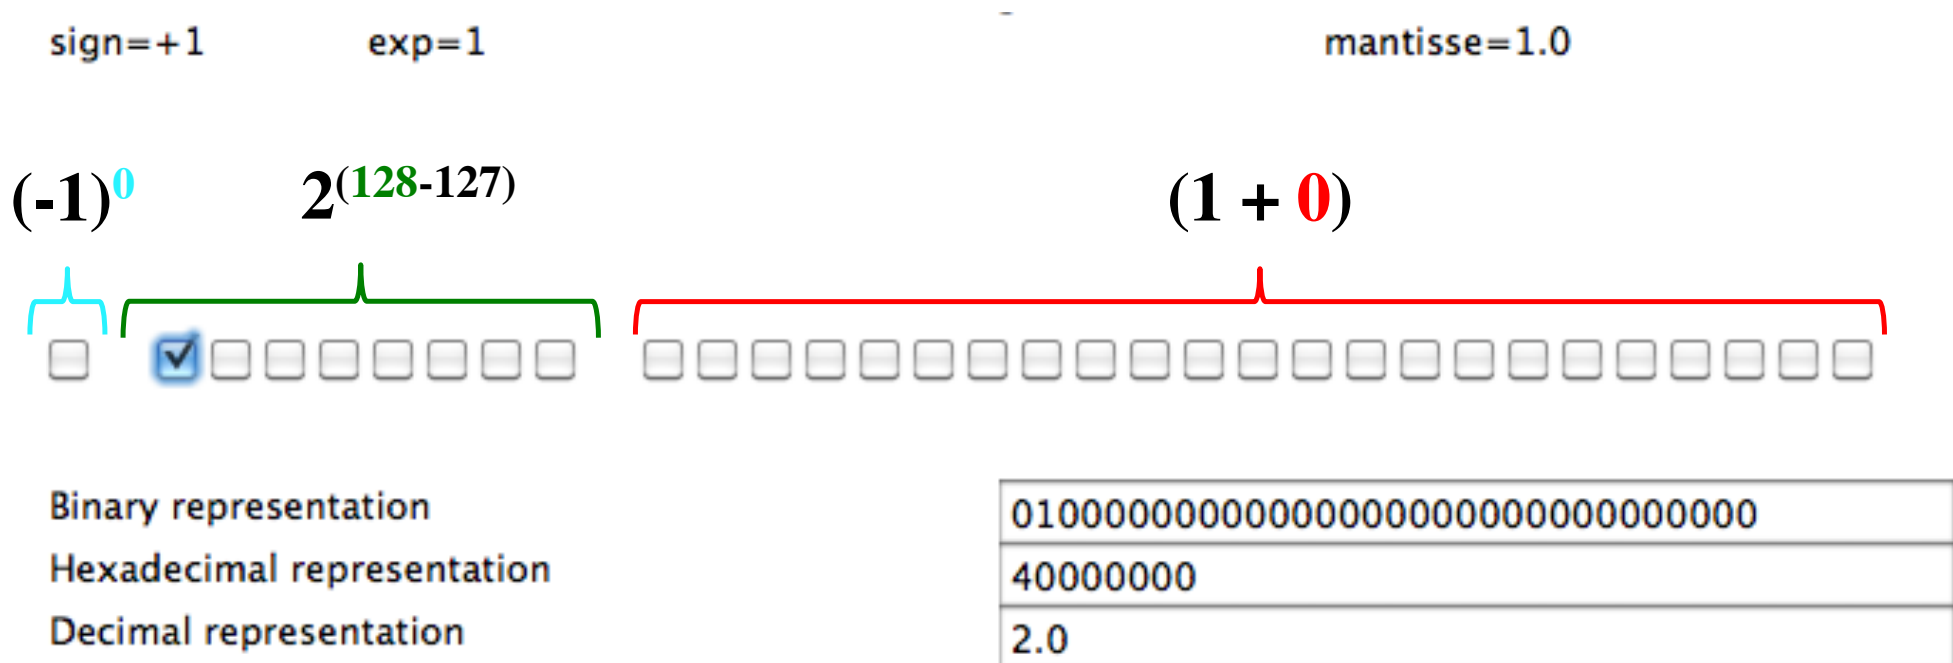 sign=+1 exp=1 mantisse=1.0
(-1)0 2(128-127) (1 + 0)
Binary representation 01000000000000000000000000000000
Hexadecimal representation 40000000
Decimal representation 2.0